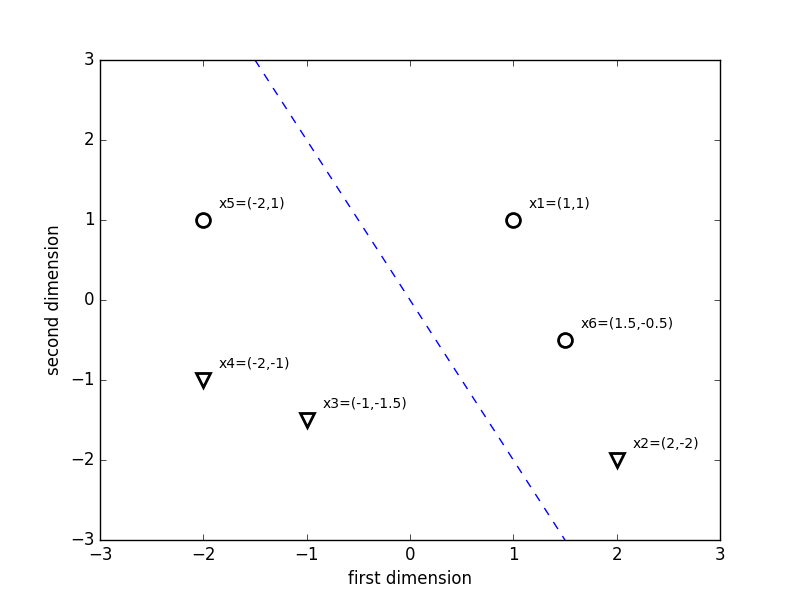 3
2
1
0
−1
−2
−3
second dimension
x5=(-2,1)
x1=(1,1)
x6=(1.5,-0.5)
x4=(-2,-1)
x3=(-1,-1.5)
x2=(2,-2)
−3 −2 −1 0 1 2 3
first dimension